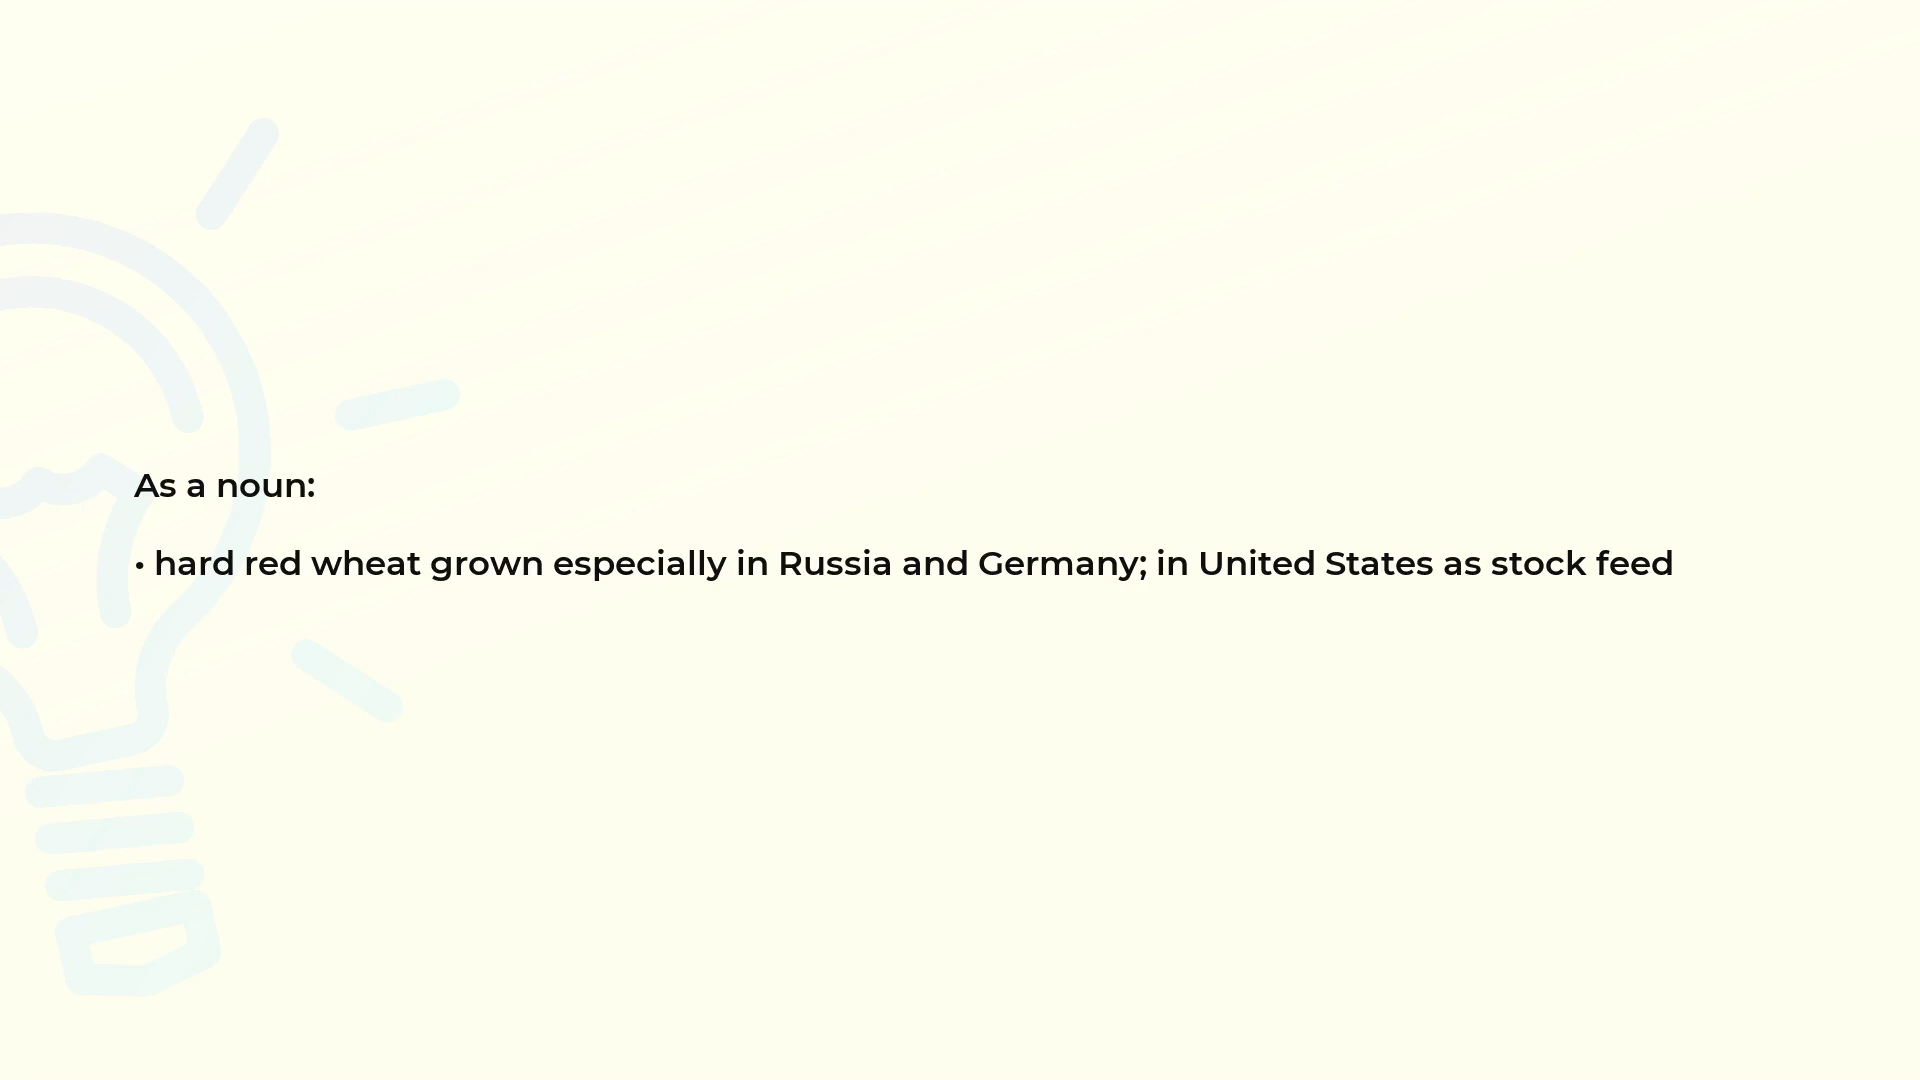 As a noun:
• hard red wheat grown especially in Russia and Germany; in United States as stock feed